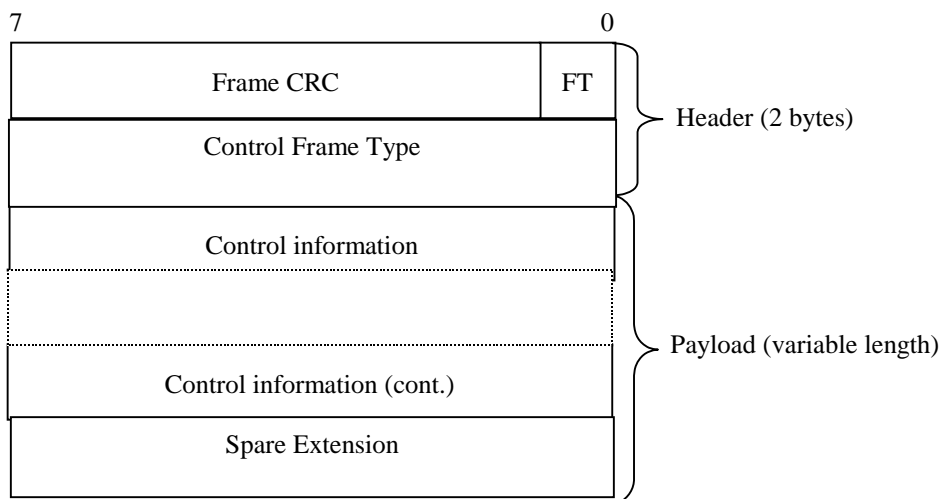 7 0
Frame CRC FT
Header (2 bytes)
Control Frame Type
Control information
Payload (variable length)
Control information (cont.)
Spare Extension